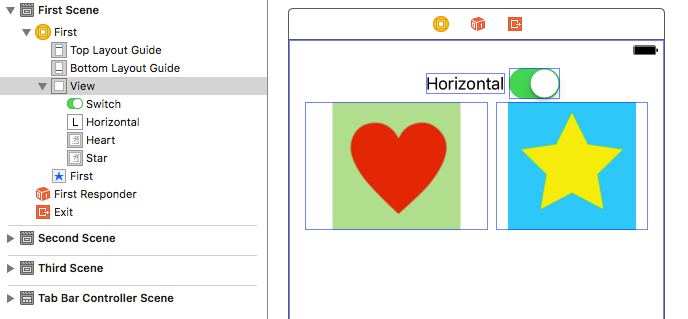 First Scene
First
Top Layout Guide
Bottom Layout Guide
View
Switch
L Horizontal
Heart
Star
First
First Responder
Exit
Second Scene
Third Scene
Tab Bar Controller Scene
Horizontal